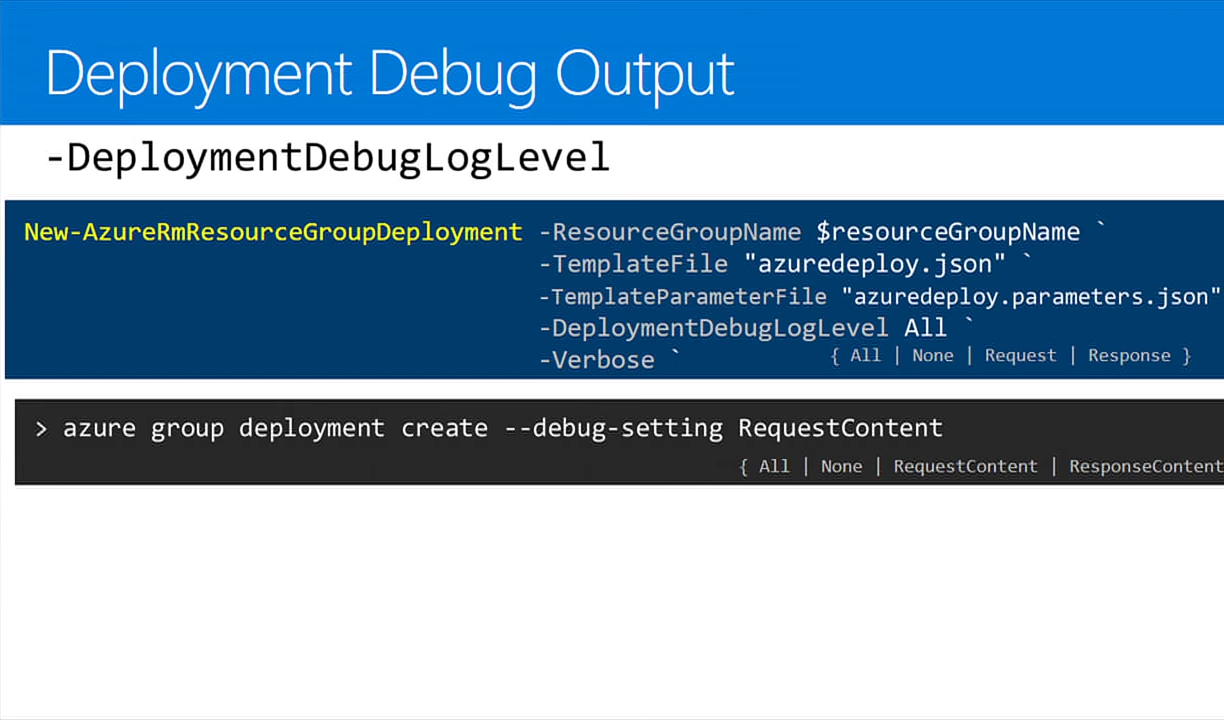 Deployment Debug Output
-DeploymentDebugLogLevel
New-AzureRmResourceGroupDeployment -ResourceGroupName $resourceGroupName `
-TemplateFile "azuredeploy.json" `
-TemplateParameterFile "azuredeploy.parameters.json"
-DeploymentDebugLogLevel All `
-Verbose ` { All | None | Request | Response }
> azure group deployment create --debug-setting RequestContent
{ All | None | RequestContent | ResponseContent